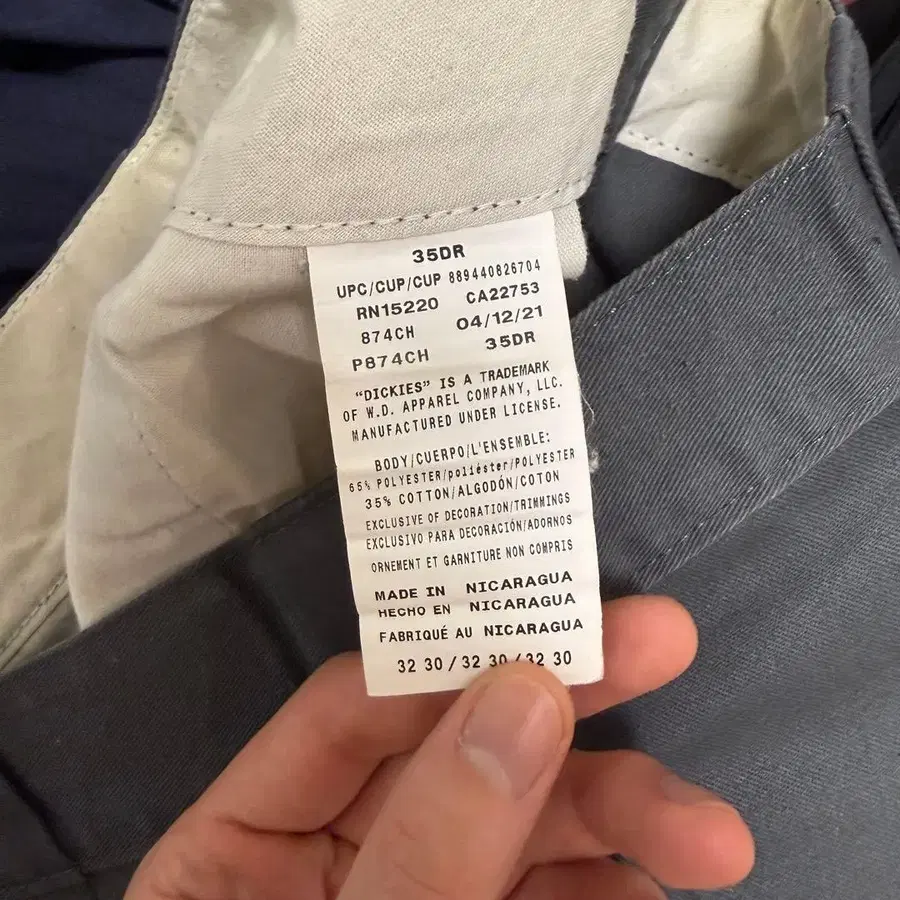 35DR
UPC/CUP/CUP 889440826704
RN15220 CA22753
874CH 04/12/21
P874CH 35DR
"DICKIES" IS A TRADEMARK
OF W.D. APPAREL COMPANY, LLC.
MANUFACTURED UNDER LICENSE.
BODY/CUERPO/L'ENSEMBLE:
65% POLYESTER/poliéster/POLYESTER
35% COTTON/ALGODÓN/COTON
EXCLUSIVE OF DECORATION/TRIMMINGS
EXCLUSIVO PARA DECORACIÓN/ADORNOS
ORNEMENT ET GARNITURE NON COMPRIS
MADE IN NICARAGUA
HECHO EN NICARAGUA
FABRIQUÉ AU NICARAGUA
32 30 / 32 30 / 32 30